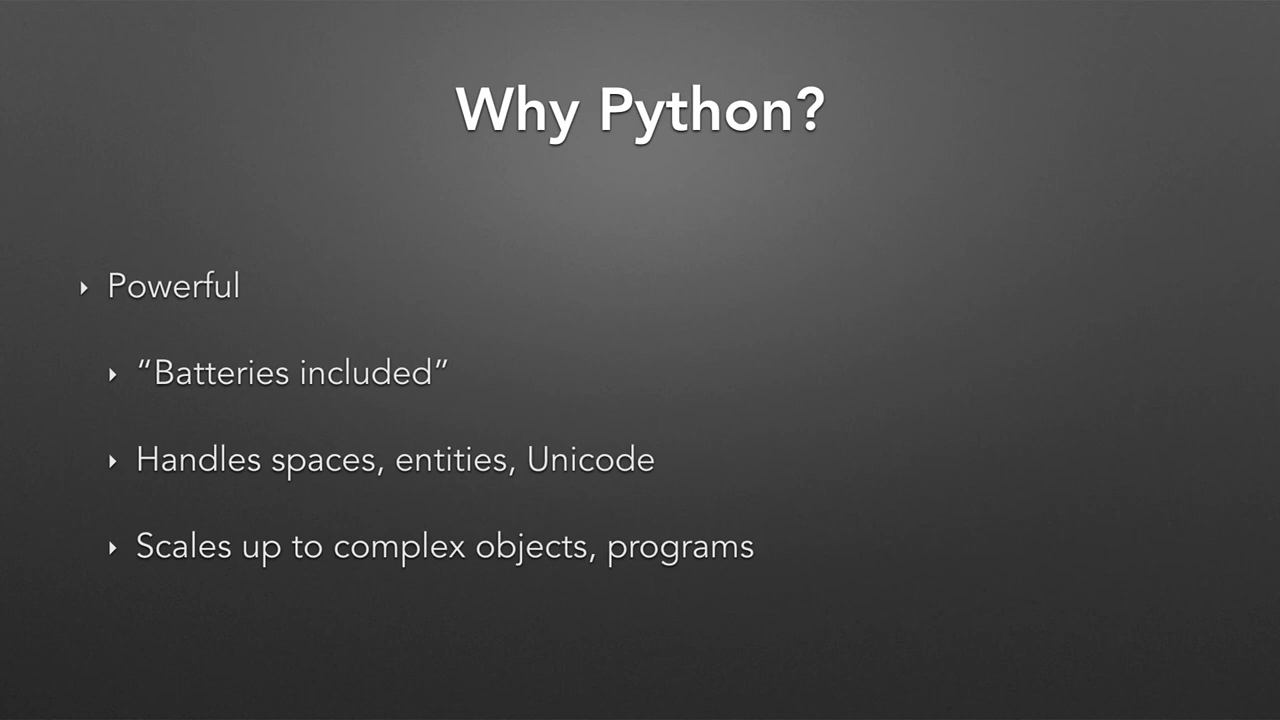 Why Python?
‣ Powerful
‣ “Batteries included”
‣ Handles spaces, entities, Unicode
‣ Scales up to complex objects, programs